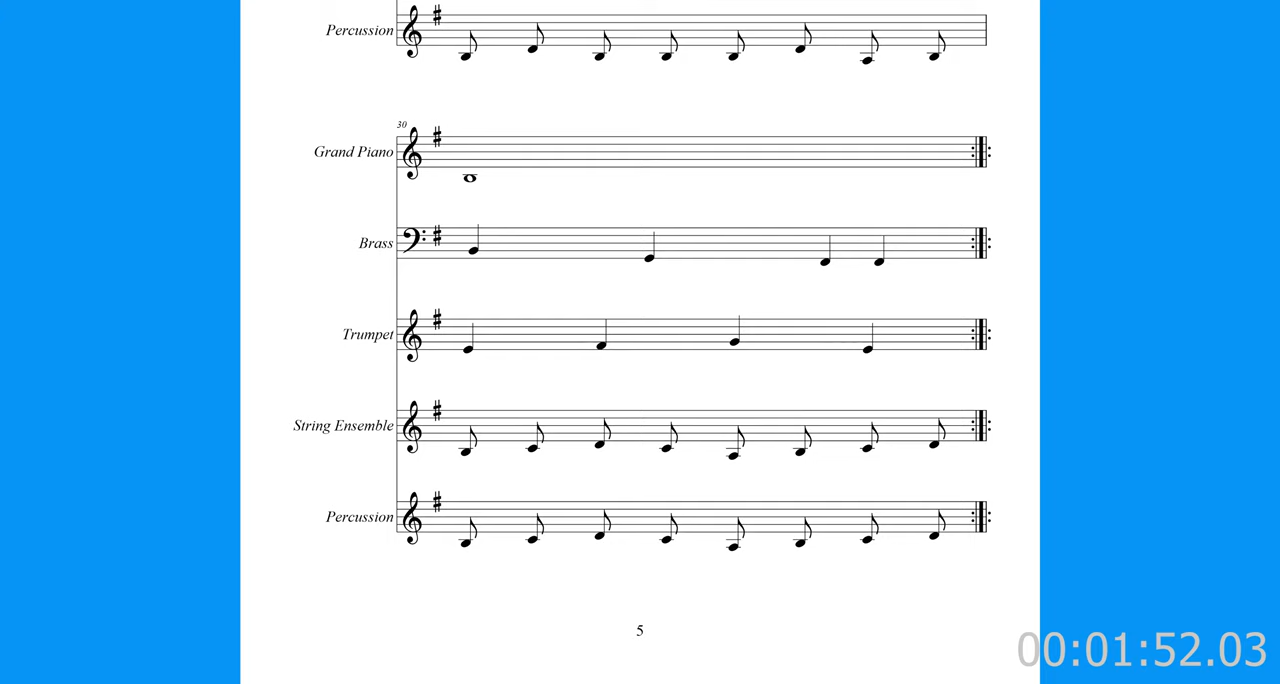 Percussion
30
Grand Piano
Brass
Trumpet
String Ensemble
Percussion
5
00:01:52.03